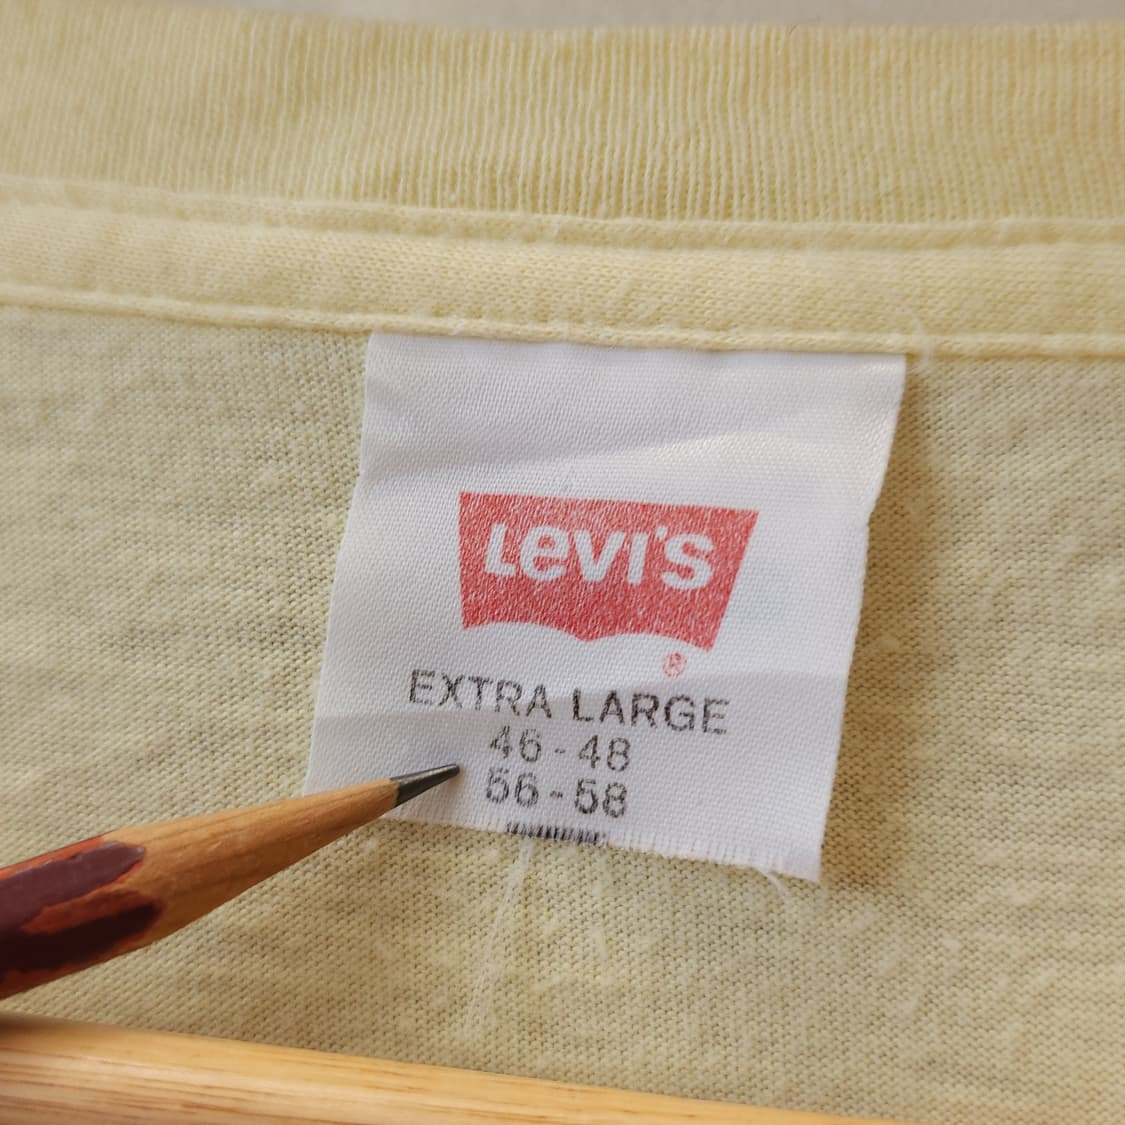 Levi's
®
EXTRA LARGE
46-48
56-58